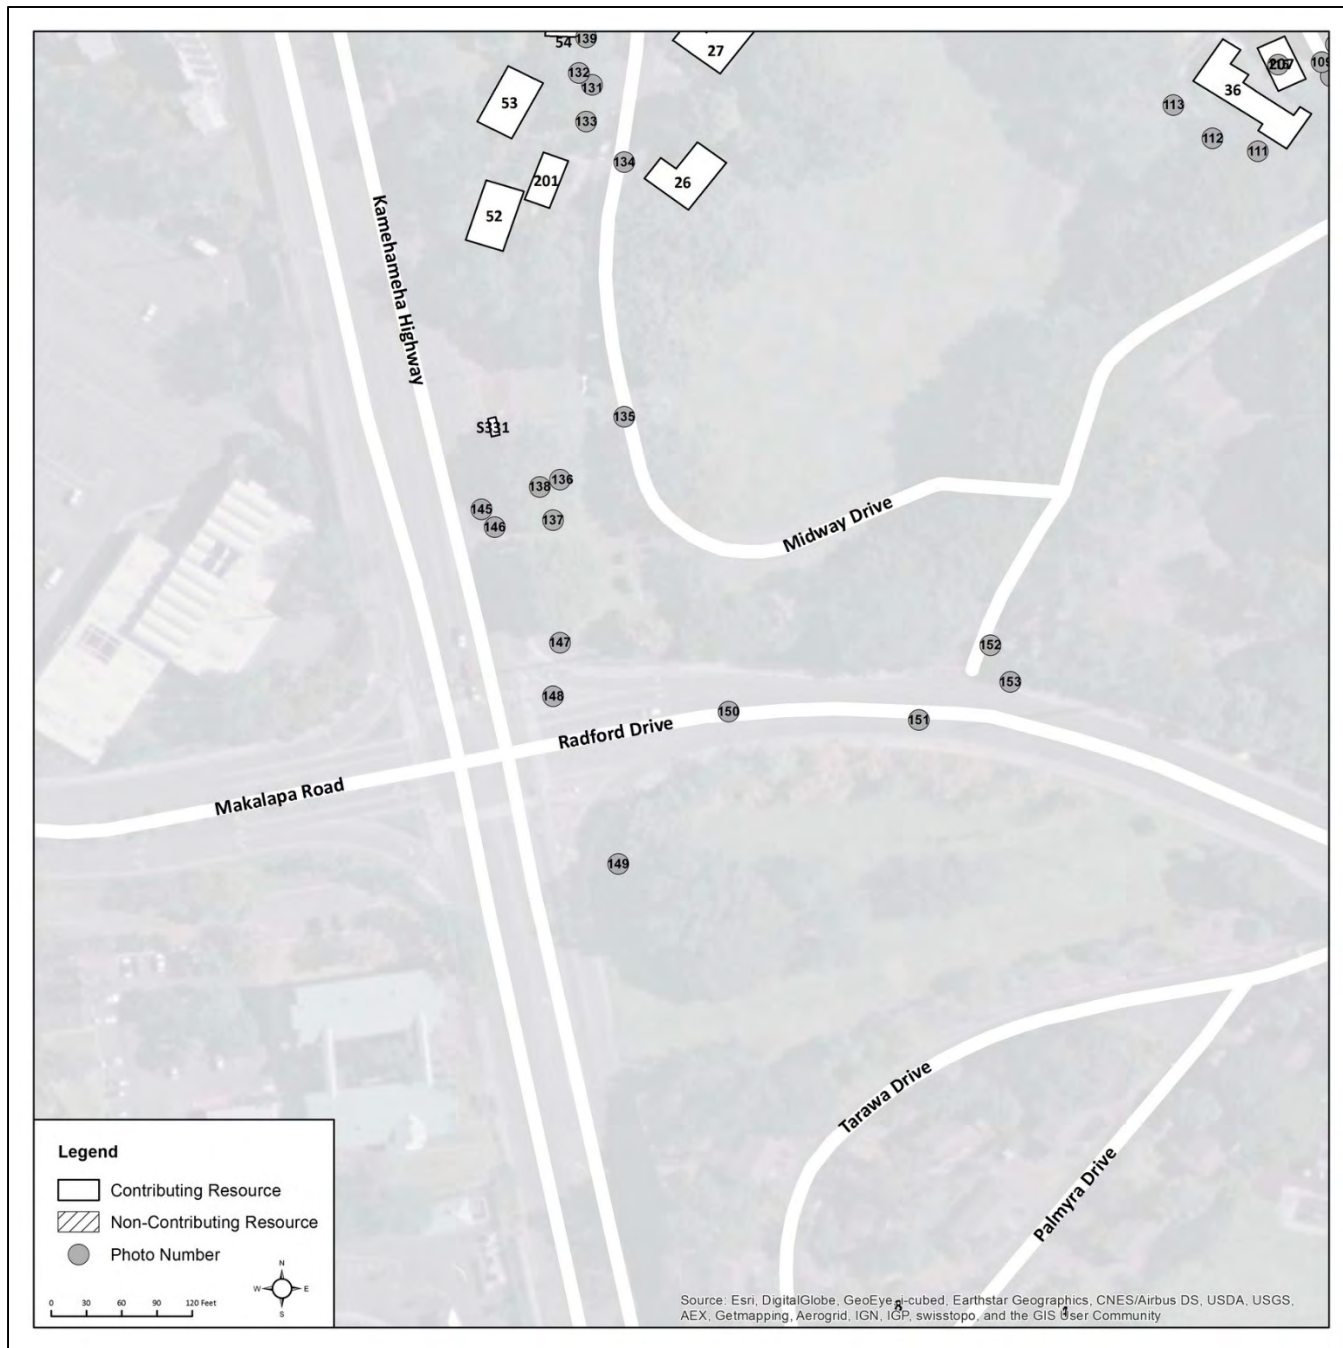 54
139
27
132
131
53
133
134
201
26
52
36
207
109
113
112
111
Kamehameha Highway
S331
135
136
138
145
146
137
Midway Drive
147
148
152
153
150
151
Radford Drive
Makalapa Road
149
Tarawa Drive
Palmyra Drive
Legend
Contributing Resource
Non-Contributing Resource
Photo Number
N
W E
S
0 30 60 90 120 Feet
8
4
Source: Esri, DigitalGlobe, GeoEye, i-cubed, Earthstar Geographics, CNES/Airbus DS, USDA, USGS,
AEX, Getmapping, Aerogrid, IGN, IGP, swisstopo, and the GIS User Community